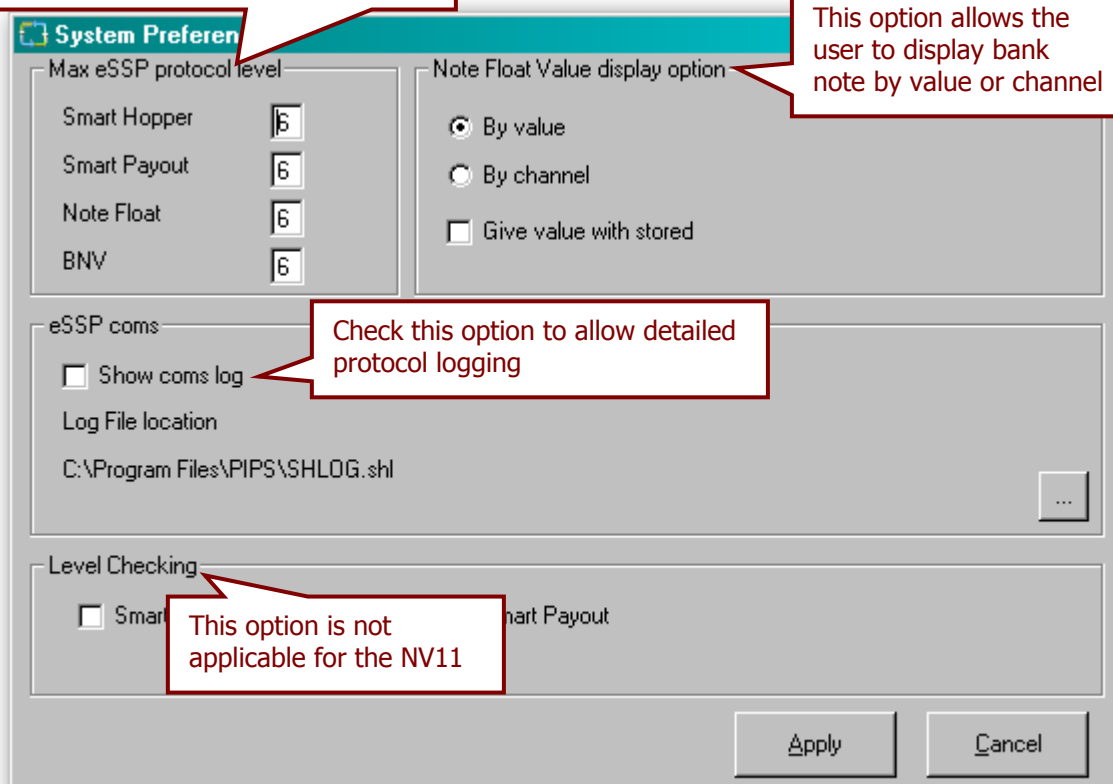 This option allows the
user to display bank
note by value or channel
System
Max eSSP protocol level
Smart Hopper 6
Smart Payout 6
Note Float 6
BNV 6
Note Float Value display option
By value
By channel
Give value with stored
eSSP coms
Check this option to allow detailed
protocol logging
Show coms log
Log File location
C:\Program Files\PIPS\SHLOG.shl
...
Level Checking
This option is not
applicable for the NV11
Payout
Apply
Cancel